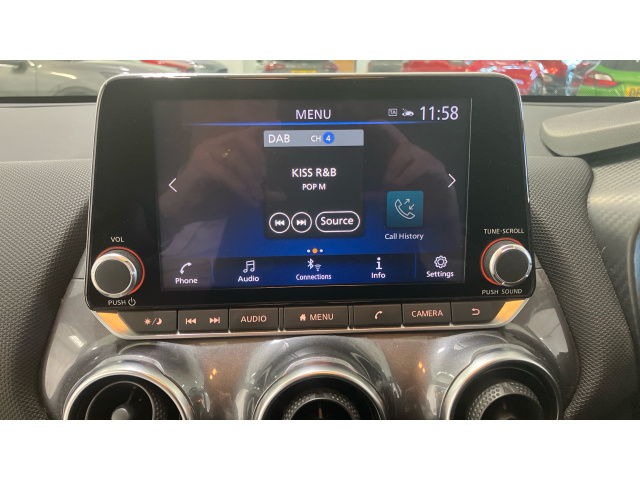 MENU TA 11:58
DAB CH 4
KISS R&B
POP M
Source
Call History
VOL
TUNE·SCROLL
Phone Audio Connections Info Settings
PUSH
PUSH SOUND
AUDIO MENU CAMERA